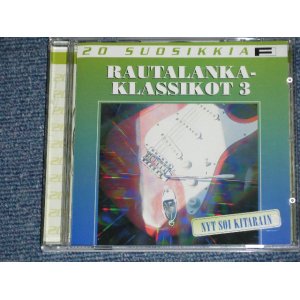 20 SUOSIKKIA F
RAUTALANKA-
KLASSIKOT 3
NYT SOI KITARAIN